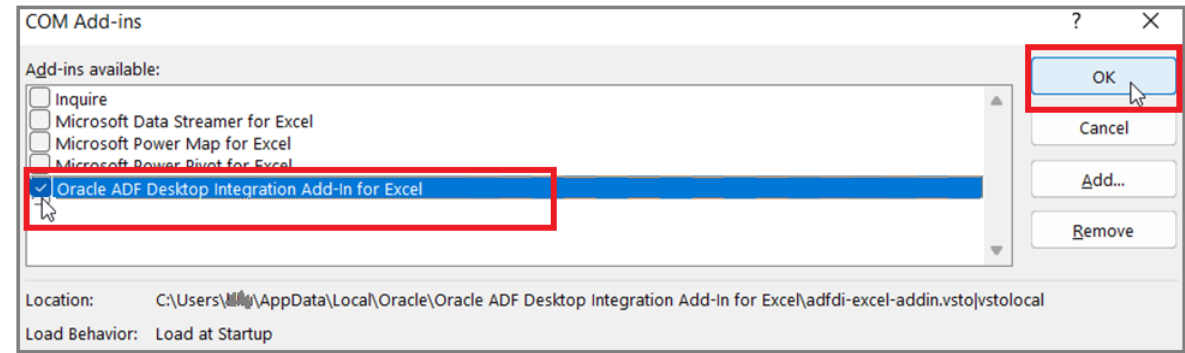 COM Add-ins ? ×
Add-ins available:
Inquire
Microsoft Data Streamer for Excel
Microsoft Power Map for Excel
Microsoft Power Pivot for Excel
Oracle ADF Desktop Integration Add-In for Excel
OK
Cancel
Add...
Remove
Location: C:\Users\ \AppData\Local\Oracle\Oracle ADF Desktop Integration Add-In for Excel\adfdi-excel-addin.vsto|vstolocal
Load Behavior: Load at Startup